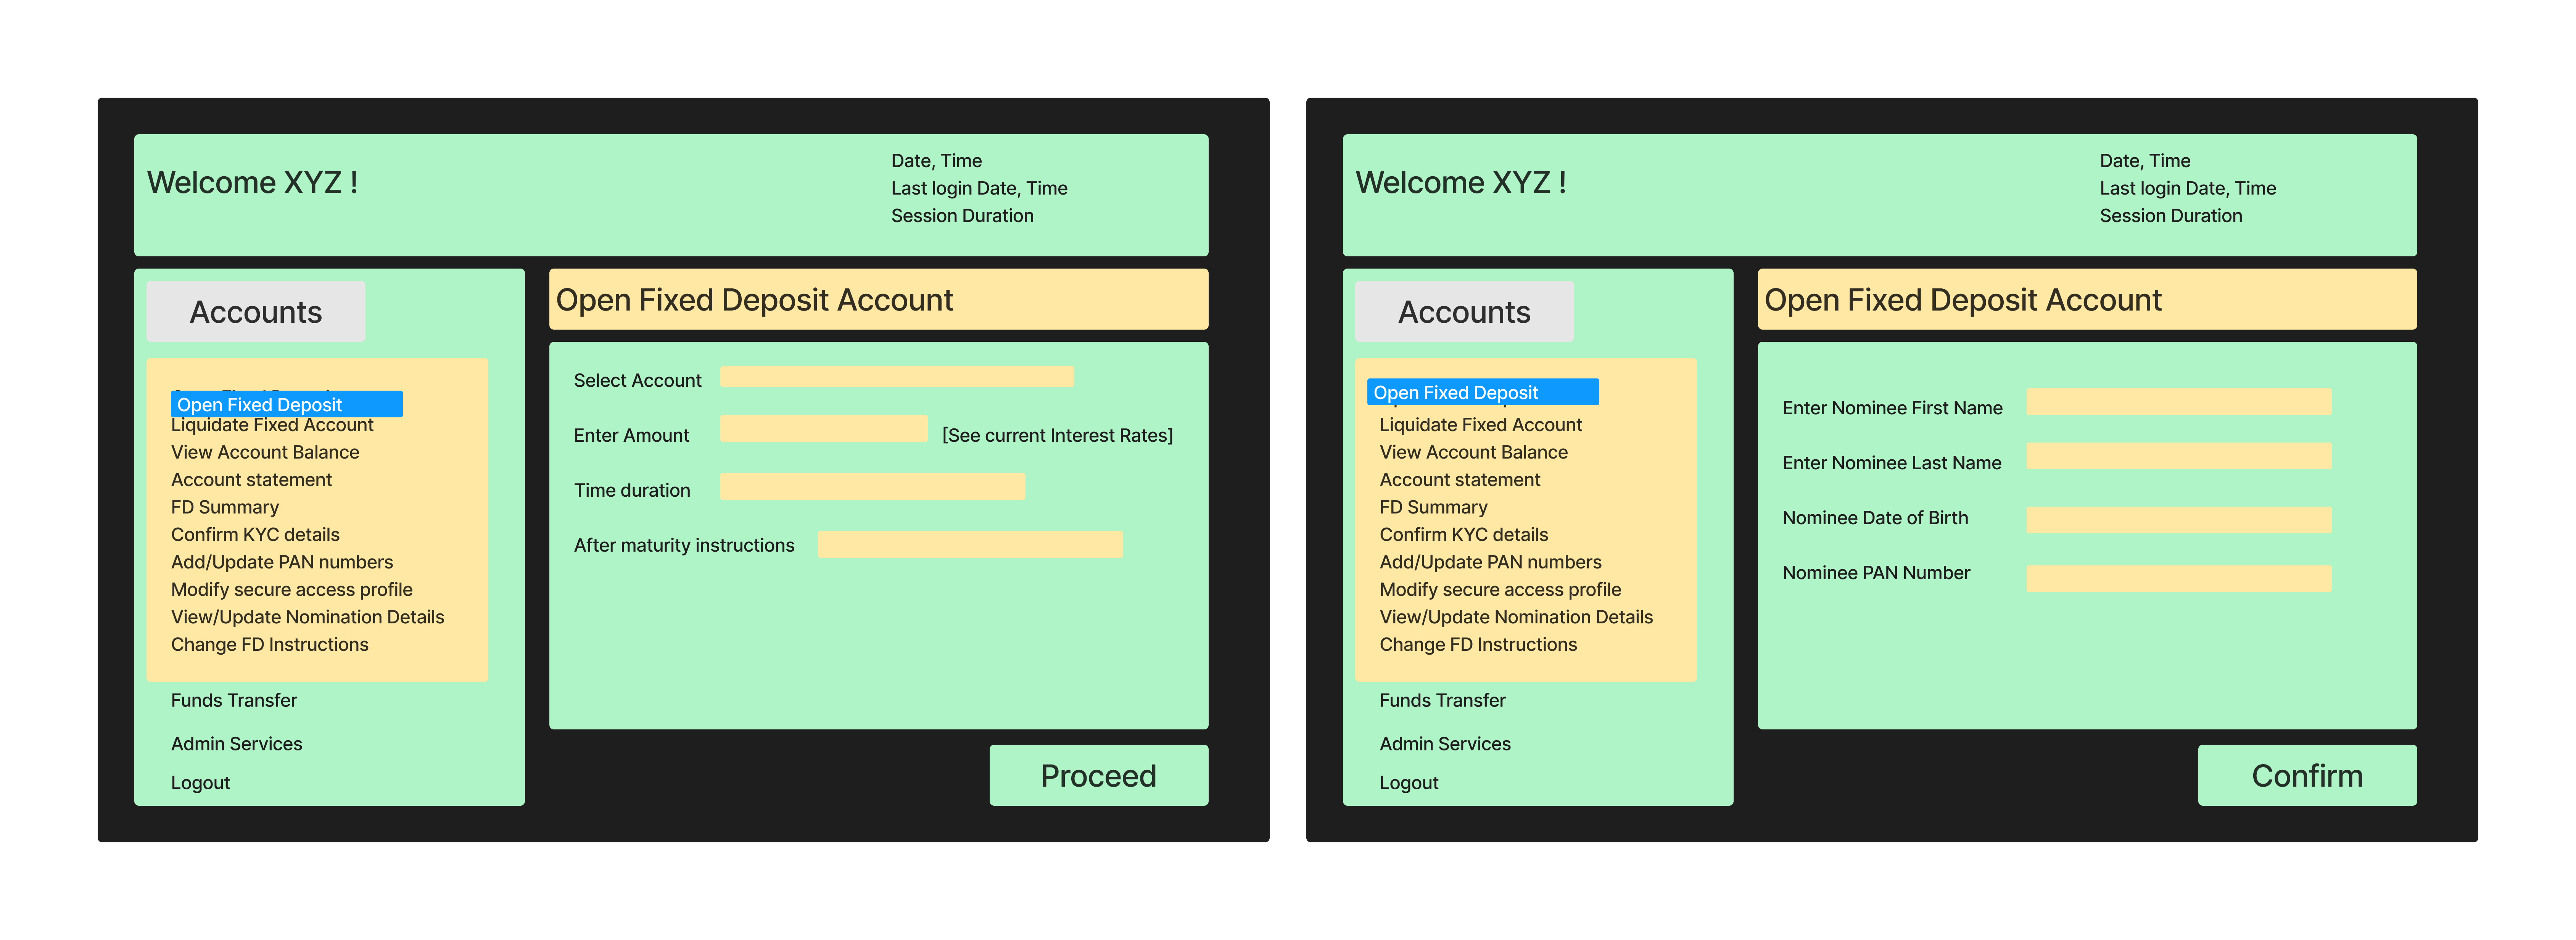 Welcome XYZ !
Date, Time
Last login Date, Time
Session Duration
Accounts
Open Fixed Deposit
Liquidate Fixed Account
View Account Balance
Account statement
FD Summary
Confirm KYC details
Add/Update PAN numbers
Modify secure access profile
View/Update Nomination Details
Change FD Instructions
Funds Transfer
Admin Services
Logout
Open Fixed Deposit Account
Select Account
Enter Amount [See current Interest Rates]
Time duration
After maturity instructions
Proceed
Welcome XYZ !
Date, Time
Last login Date, Time
Session Duration
Accounts
Open Fixed Deposit
Liquidate Fixed Account
View Account Balance
Account statement
FD Summary
Confirm KYC details
Add/Update PAN numbers
Modify secure access profile
View/Update Nomination Details
Change FD Instructions
Funds Transfer
Admin Services
Logout
Open Fixed Deposit Account
Enter Nominee First Name
Enter Nominee Last Name
Nominee Date of Birth
Nominee PAN Number
Confirm